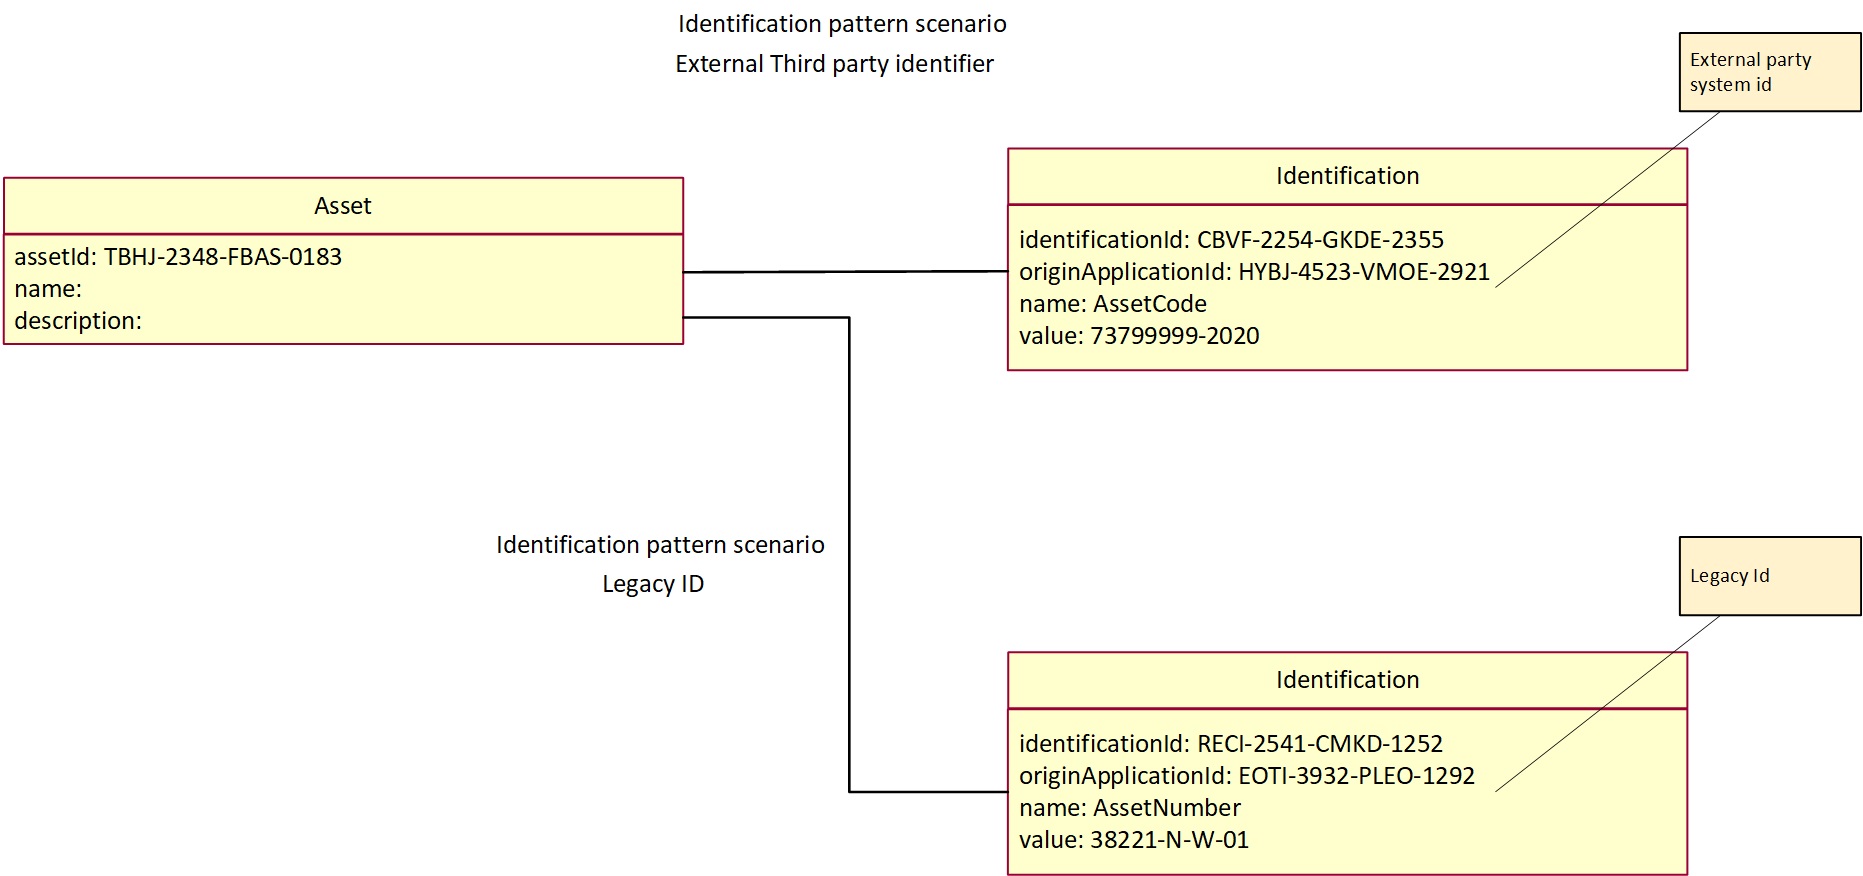 Identification pattern scenario
External Third party identifier
External party
system id
Identification
identificationId: CBVF-2254-GKDE-2355
originApplicationId: HYBJ-4523-VMOE-2921
name: AssetCode
value: 73799999-2020
Asset
assetId: TBHJ-2348-FBAS-0183
name:
description:
Identification pattern scenario
Legacy ID
Legacy Id
Identification
identificationId: RECI-2541-CMKD-1252
originApplicationId: EOTI-3932-PLEO-1292
name: AssetNumber
value: 38221-N-W-01